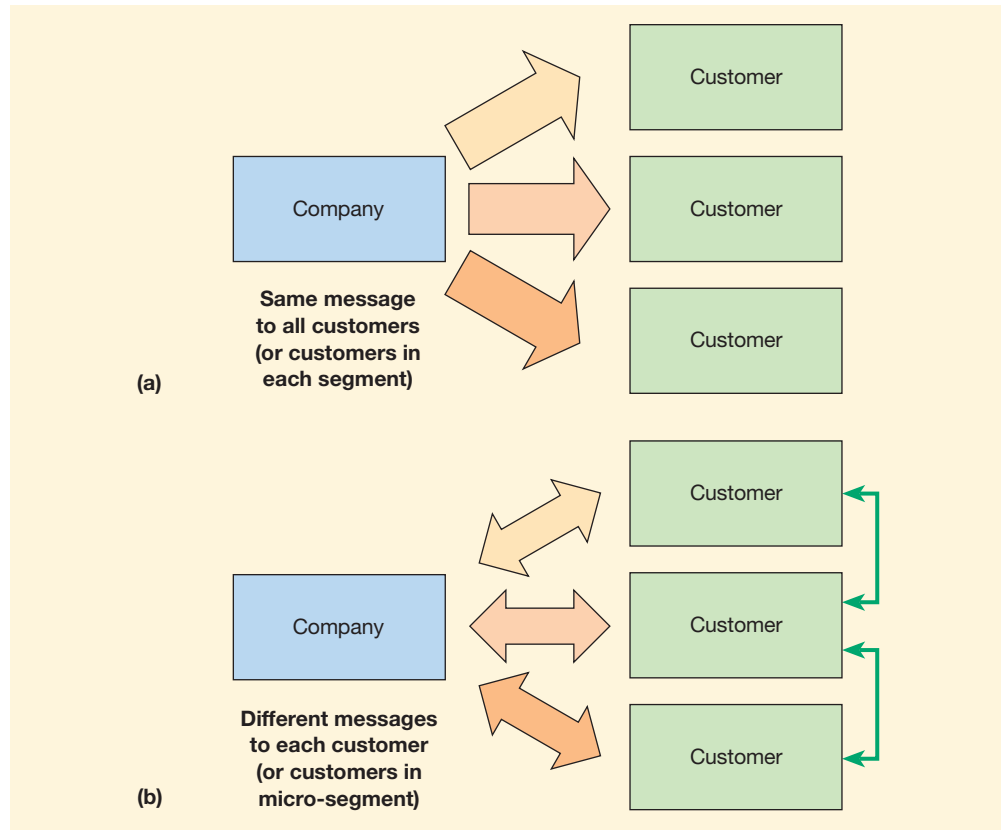 Customer
Company
Customer
Same message
to all customers
(or customers in
each segment)
Customer
(a)
Customer
Company
Customer
Different messages
to each customer
(or customers in
micro-segment)
Customer
(b)